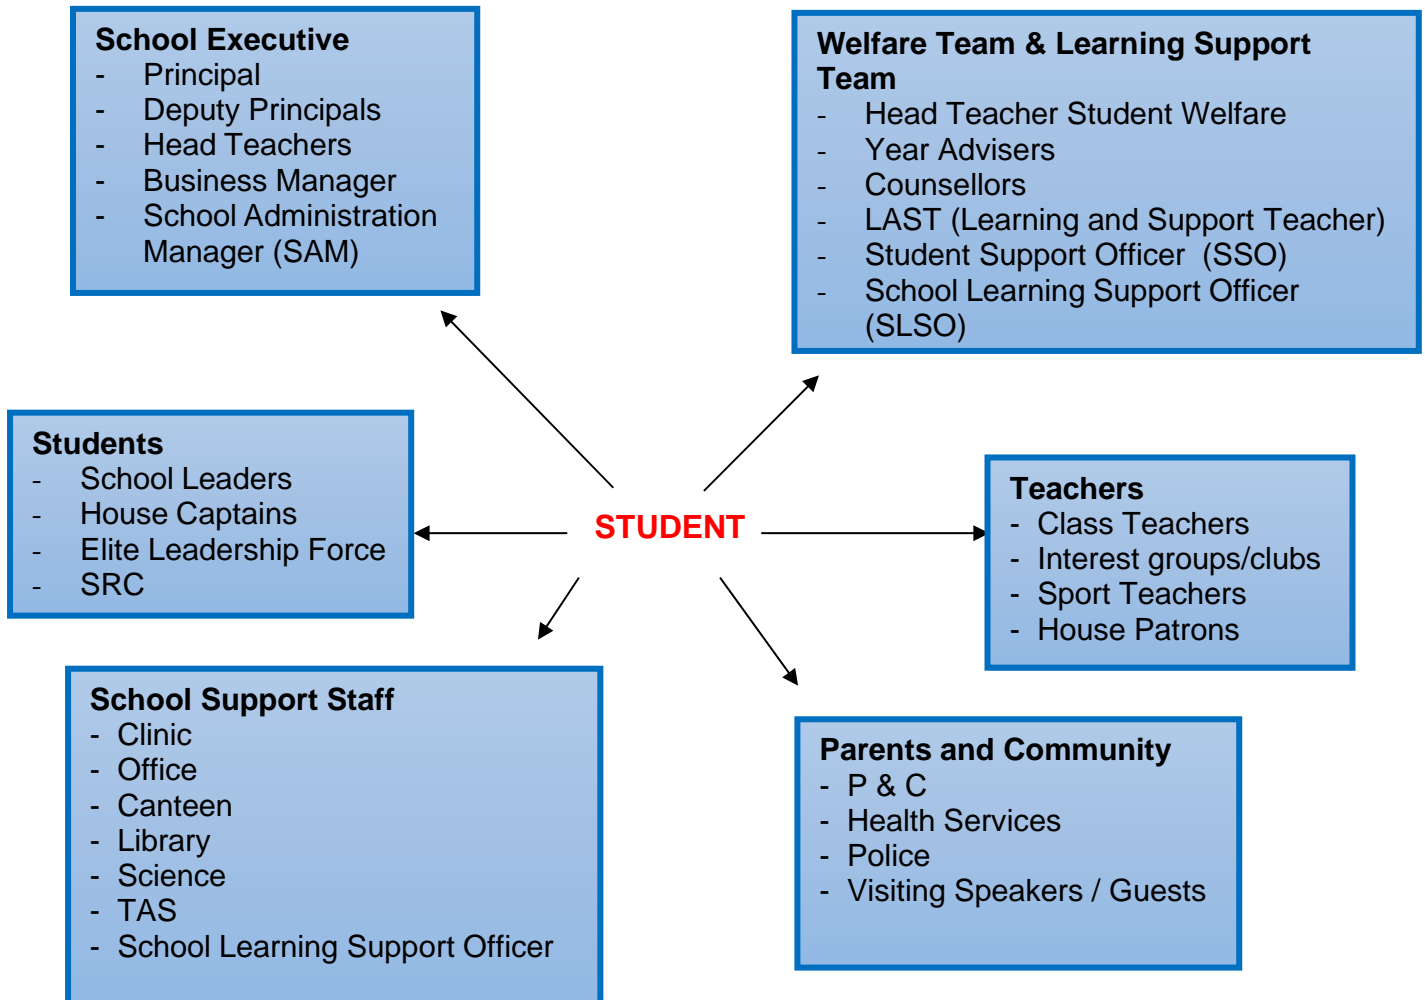 School Executive
- Principal
- Deputy Principals
- Head Teachers
- Business Manager
- School Administration
Manager (SAM)
Welfare Team & Learning Support
Team
- Head Teacher Student Welfare
- Year Advisers
- Counsellors
- LAST (Learning and Support Teacher)
- Student Support Officer (SSO)
- School Learning Support Officer
(SLSO)
Students
- School Leaders
- House Captains
- Elite Leadership Force
- SRC
STUDENT
Teachers
- Class Teachers
- Interest groups/clubs
- Sport Teachers
- House Patrons
School Support Staff
- Clinic
- Office
- Canteen
- Library
- Science
- TAS
- School Learning Support Officer
Parents and Community
- P & C
- Health Services
- Police
- Visiting Speakers / Guests